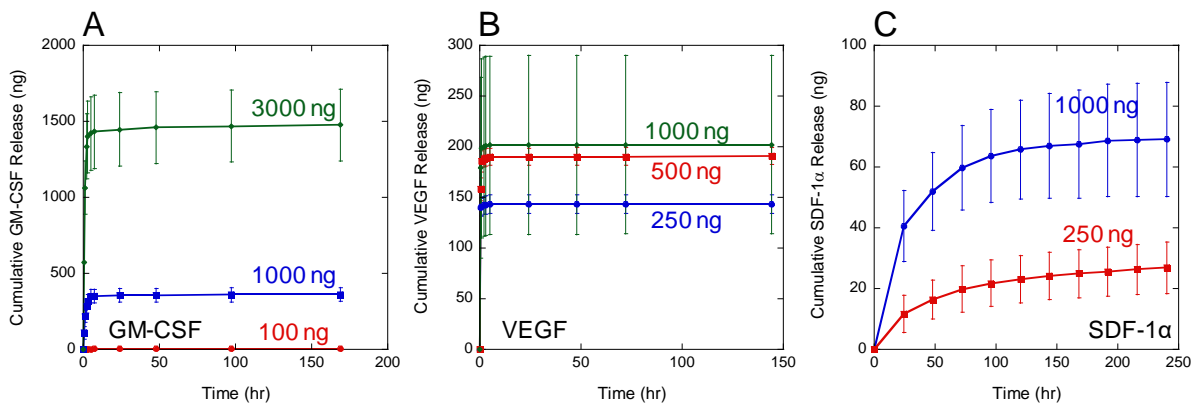 A
Cumulative GM-CSF Release (ng)
2000
1500
1000
500
0
3000 ng
1000 ng
100 ng
GM-CSF
0
50
100
150
200
Time (hr)
B
Cumulative VEGF Release (ng)
300
250
200
150
100
50
0
1000 ng
500 ng
250 ng
VEGF
0
50
100
150
Time (hr)
C
Cumulative SDF-1α Release (ng)
100
80
60
40
20
0
1000 ng
250 ng
SDF-1α
0
50
100
150
200
250
Time (hr)